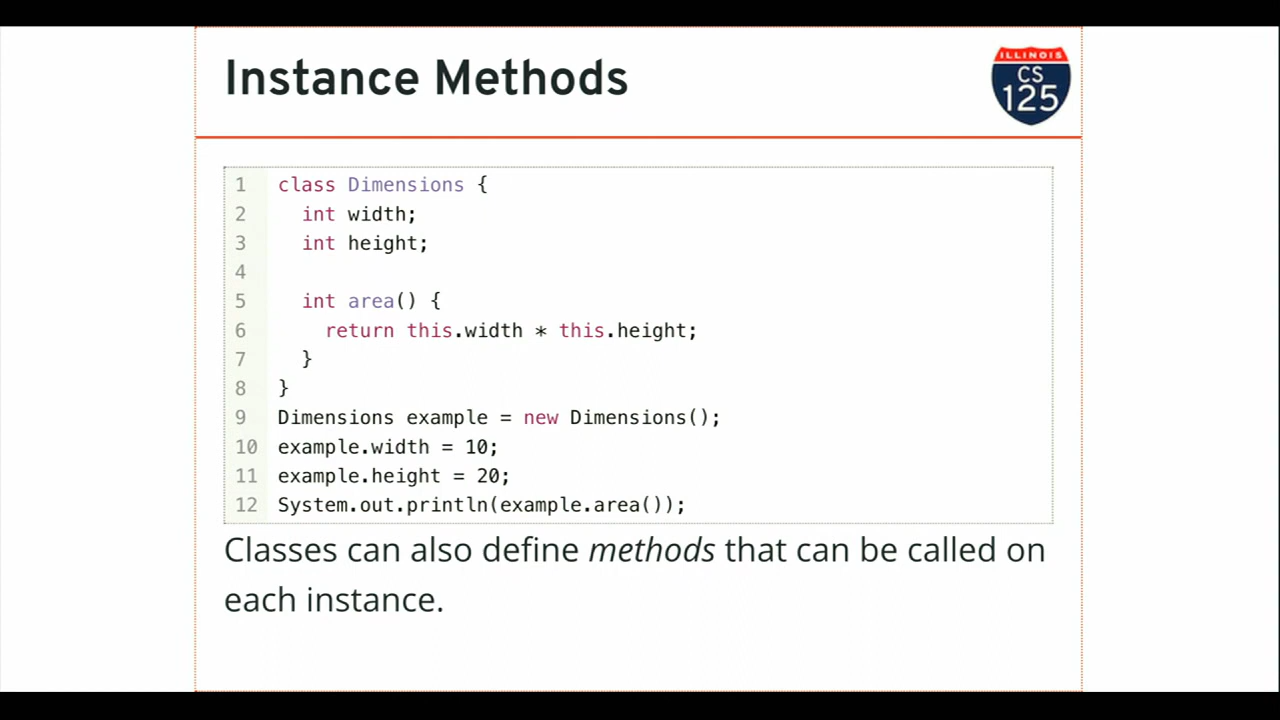 Instance Methods
ILLINOIS
CS
125
1 class Dimensions {
2   int width;
3   int height;
4
5   int area() {
6     return this.width * this.height;
7   }
8 }
9 Dimensions example = new Dimensions();
10 example.width = 10;
11 example.height = 20;
12 System.out.println(example.area());
Classes can also define methods that can be called on
each instance.